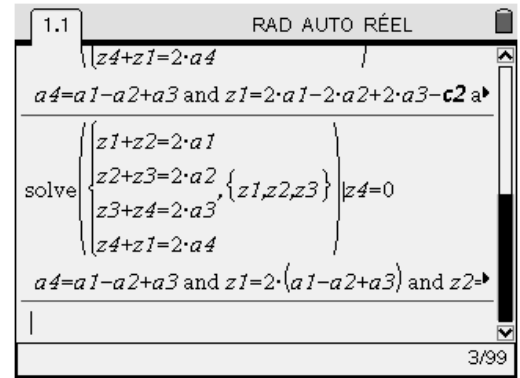 1.1 RAD AUTO RÉEL
z4+z1=2·a4
a4=a1−a2+a3 and z1=2·a1−2·a2+2·a3−c2 a
z1+z2=2·a1
z2+z3=2·a2
solve( { ,{z1,z2,z3} ) |z4=0
z3+z4=2·a3
z4+z1=2·a4
a4=a1−a2+a3 and z1=2·(a1−a2+a3) and z2=
3/99